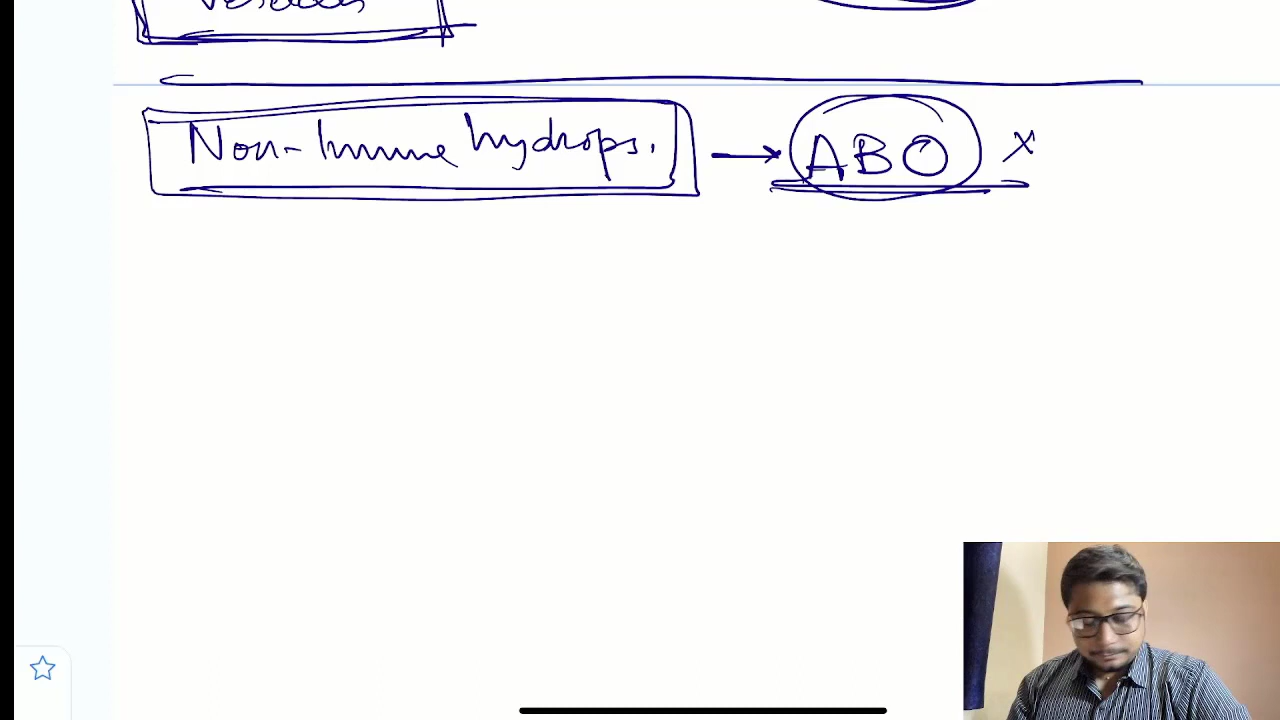 Non-Immune hydrops. → ABO x